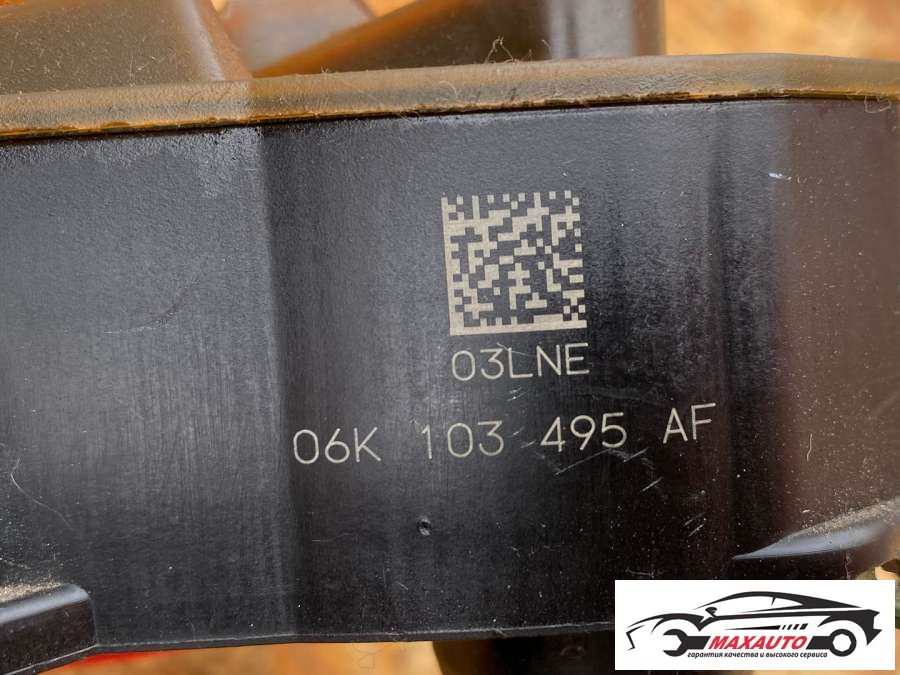 03LNE
06K 103 495 AF
MAXAUTO
гарантия качества и высокого сервиса